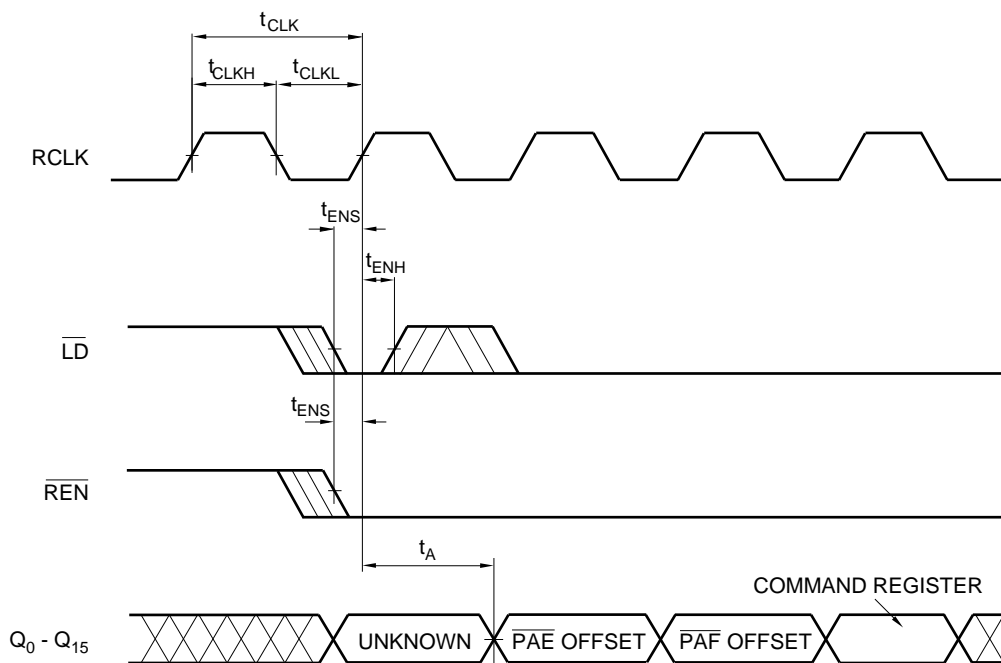 tCLK
tCLKH
tCLKL
RCLK
tENS
tENH
LD
tENS
REN
tA
COMMAND REGISTER
Q0 - Q15
UNKNOWN
PAE OFFSET
PAF OFFSET